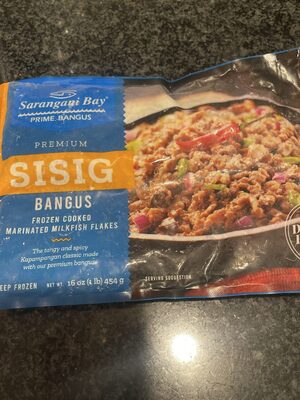 Sarangani Bay
PRIME BANGUS
PREMIUM
SISIG
BANGUS
FROZEN COOKED
MARINATED MILKFISH FLAKES
The tangy and spicy
Kapampangan classic made
with our premium bangus
EEP FROZEN NET WT. 16 oz (1 lb) 454 g
SERVING SUGGESTION